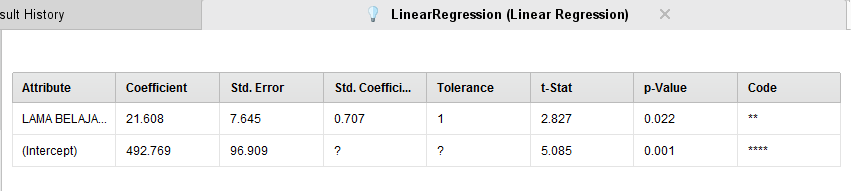 sult History LinearRegression (Linear Regression)
Attribute Coefficient Std. Error Std. Coeffici... Tolerance t-Stat p-Value Code
LAMA BELAJA... 21.608 7.645 0.707 1 2.827 0.022 **
(Intercept) 492.769 96.909 ? ? 5.085 0.001 ****